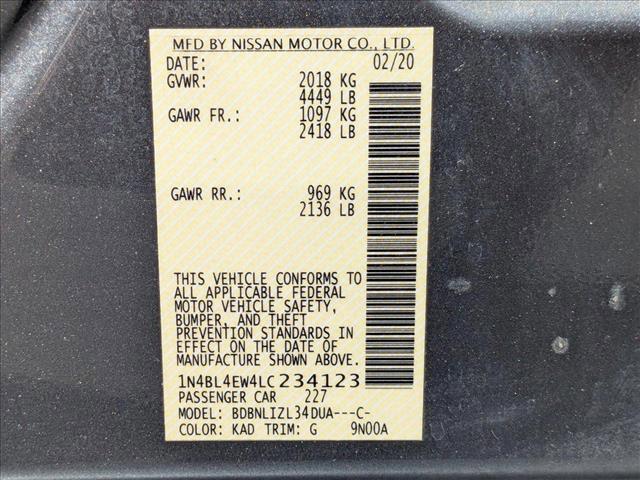 MFD BY NISSAN MOTOR CO., LTD.
DATE: 02/20
GVWR: 2018 KG
4449 LB
GAWR FR.: 1097 KG
2418 LB
GAWR RR.: 969 KG
2136 LB
THIS VEHICLE CONFORMS TO
ALL APPLICABLE FEDERAL
MOTOR VEHICLE SAFETY,
BUMPER, AND THEFT
PREVENTION STANDARDS IN
EFFECT ON THE DATE OF
MANUFACTURE SHOWN ABOVE.
1N4BL4EW4LC234123
PASSENGER CAR 227
MODEL: BDBNLIZL34DUA---C-
COLOR: KAD TRIM: G 9N00A